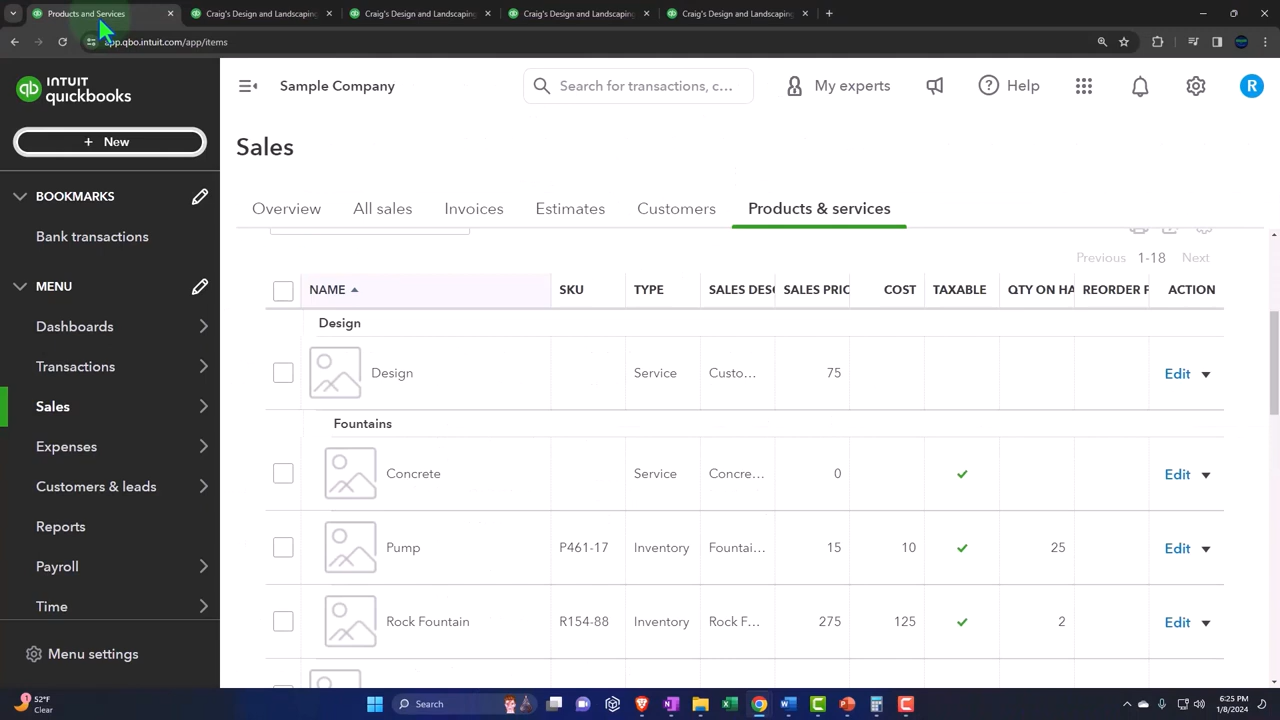 Products and Services
Craig's Design and Landscaping
Craig's Design and Landscaping
Craig's Design and Landscaping
Craig's Design and Landscaping
app.qbo.intuit.com/app/items
INTUIT
quickbooks
qb
Sample Company
Search for transactions, c...
My experts
Help
R
+ New
Sales
BOOKMARKS
Bank transactions
MENU
Dashboards
Transactions
Sales
Expenses
Customers & leads
Reports
Payroll
Time
Menu settings
Overview
All sales
Invoices
Estimates
Customers
Products & services
Previous 1-18 Next
NAME SKU TYPE SALES DESC SALES PRIC COST TAXABLE QTY ON HA REORDER P ACTION
Design
Design Service Custo... 75 Edit
Fountains
Concrete Service Concre... 0 Edit
Pump P461-17 Inventory Fountai... 15 10 25 Edit
Rock Fountain R154-88 Inventory Rock F... 275 125 2 Edit
52°F
Clear
Search
6:25 PM
1/8/2024